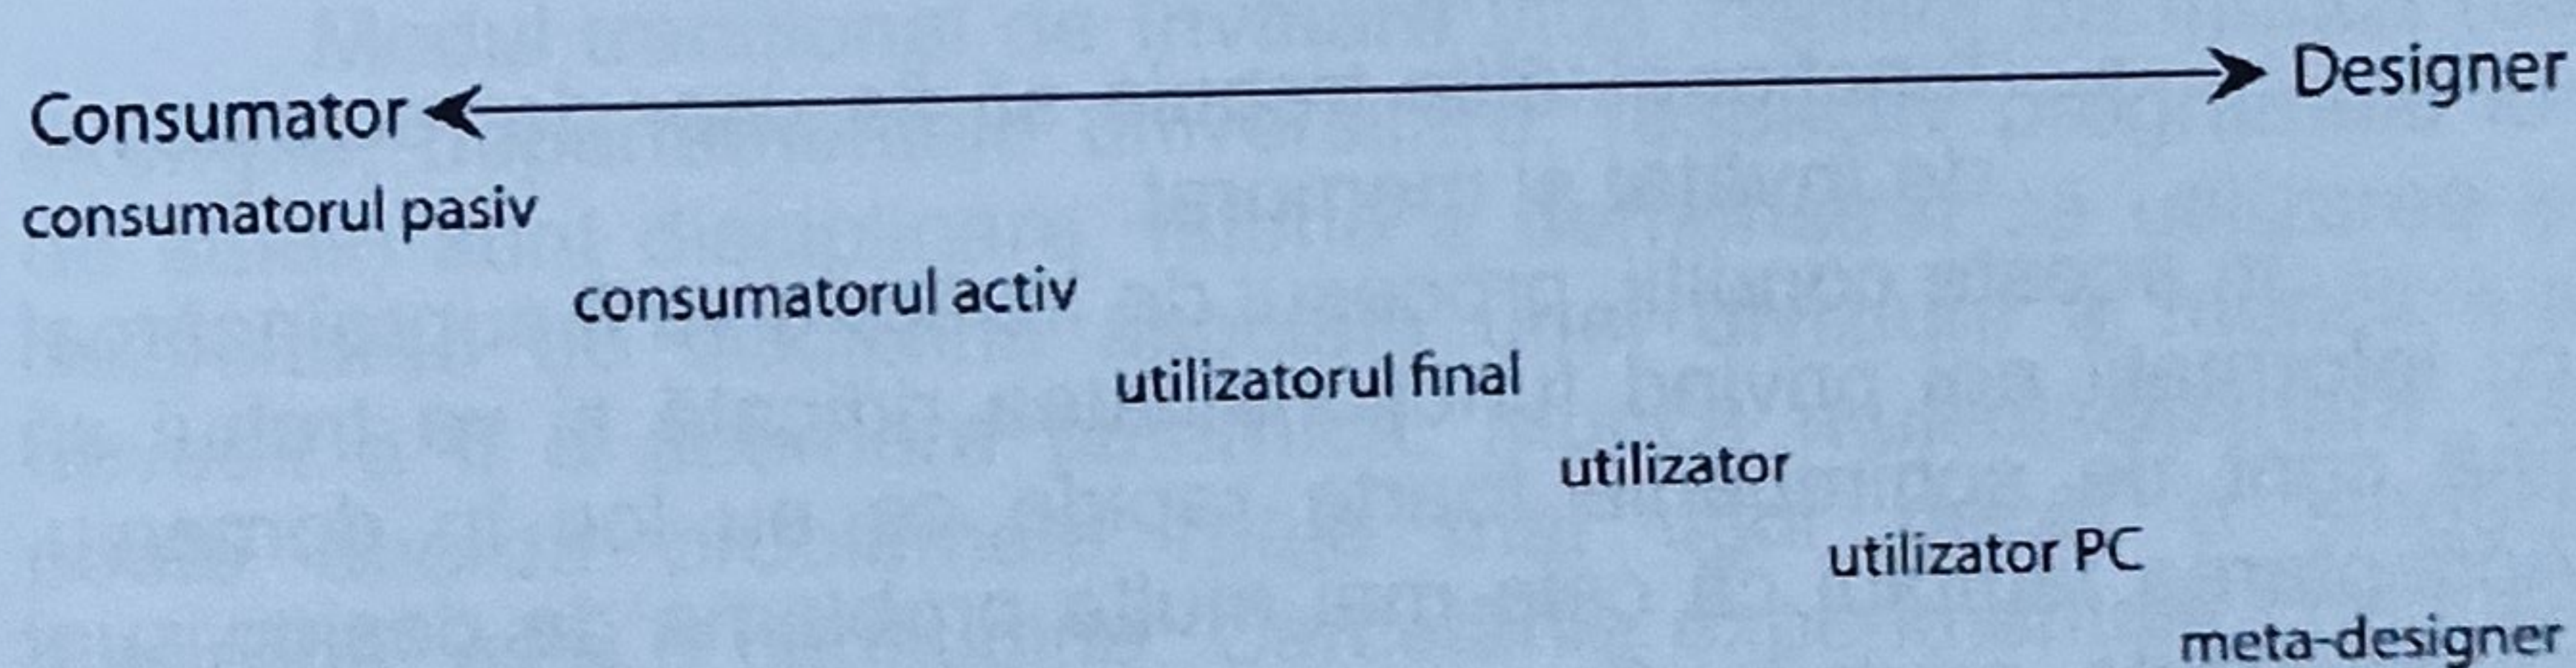 Consumator Designer
consumatorul pasiv
consumatorul activ
utilizatorul final
utilizator
utilizator PC
meta-designer